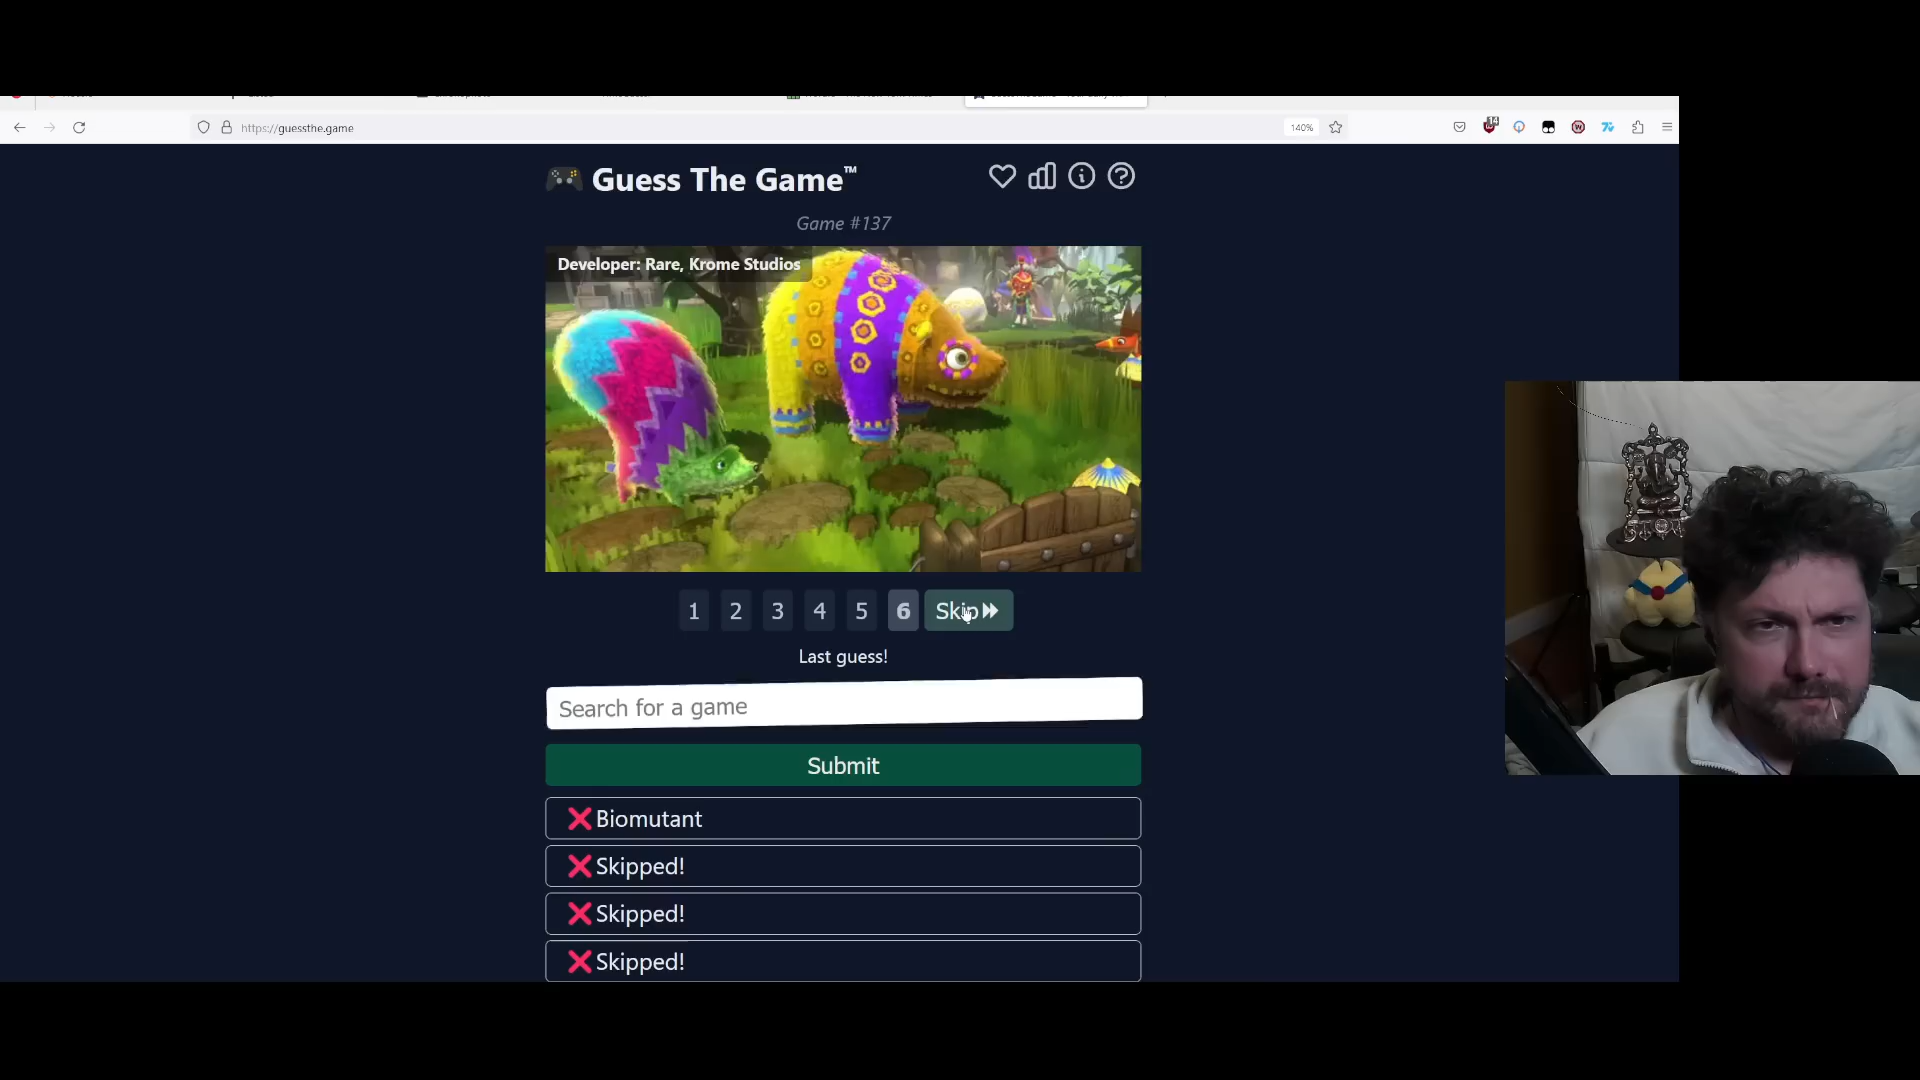 https://guessthe.game
140%
14
Guess The Game™
Game #137
Developer: Rare, Krome Studios
1 2 3 4 5 6 Skip
Last guess!
Search for a game
Submit
Biomutant
Skipped!
Skipped!
Skipped!